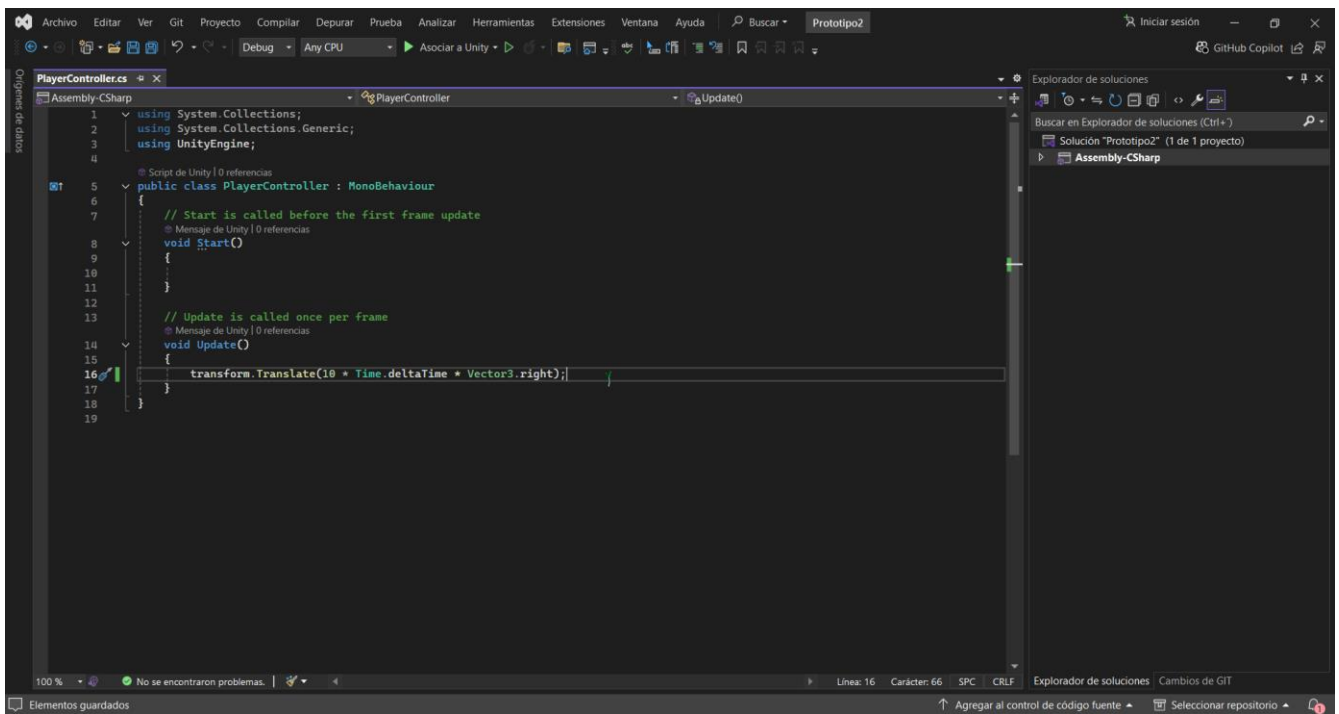 Archivo Editar Ver Git Proyecto Compilar Depurar Prueba Analizar Herramientas Extensiones Ventana Ayuda Buscar Prototipo2 Iniciar sesión
Debug Any CPU Asociar a Unity GitHub Copilot
Orígenes de datos
PlayerController.cs
Assembly-CSharp PlayerController Update()
1 using System.Collections;
2 using System.Collections.Generic;
3 using UnityEngine;
4
Script de Unity | 0 referencias
5 public class PlayerController : MonoBehaviour
6 {
7 // Start is called before the first frame update
Mensaje de Unity | 0 referencias
8 void Start()
9 {
10
11 }
12
13 // Update is called once per frame
Mensaje de Unity | 0 referencias
14 void Update()
15 {
16 transform.Translate(10 * Time.deltaTime * Vector3.right);
17 }
18 }
19
Explorador de soluciones
Buscar en Explorador de soluciones (Ctrl+´)
Solución "Prototipo2" (1 de 1 proyecto)
Assembly-CSharp
100 % No se encontraron problemas. Línea: 16 Carácter: 66 SPC CRLF
Explorador de soluciones Cambios de GIT
Elementos guardados Agregar al control de código fuente Seleccionar repositorio 1